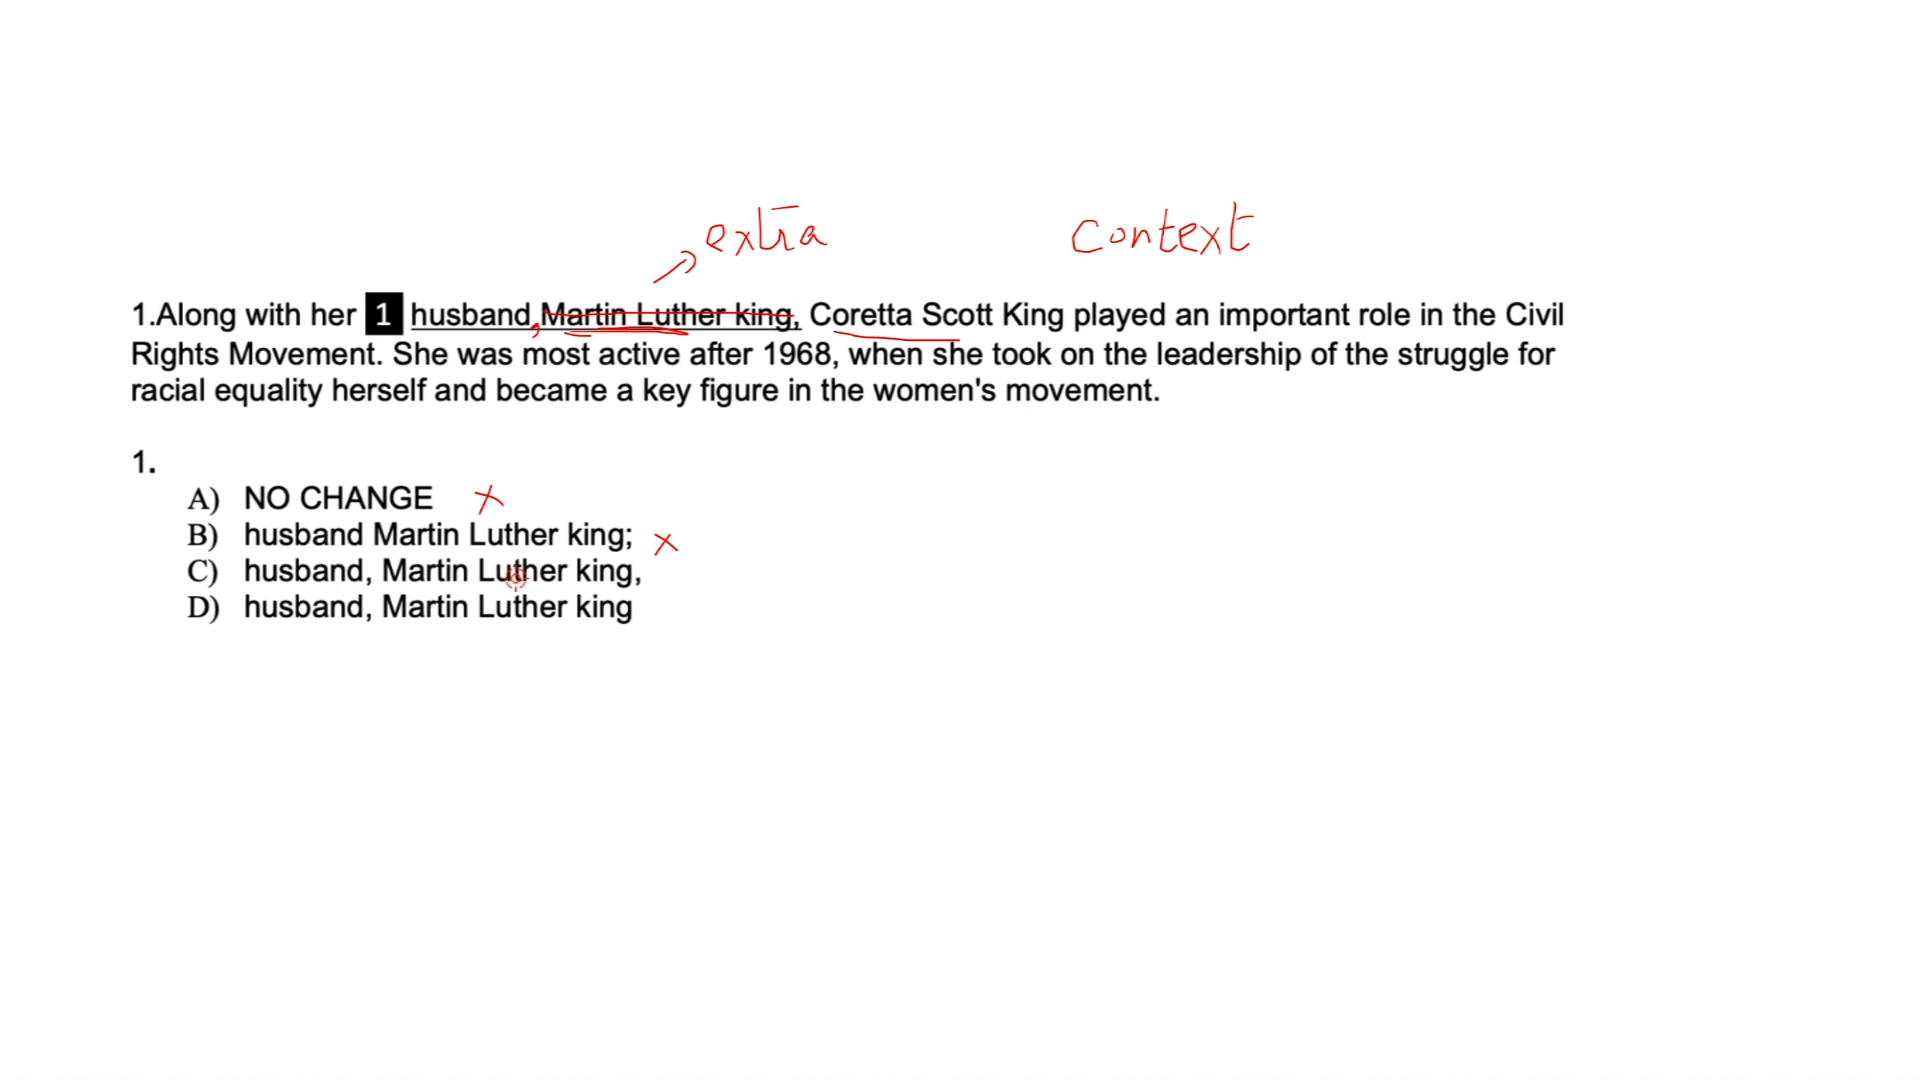 extra
Context
1.Along with her 1 husband, Martin Luther king, Coretta Scott King played an important role in the Civil
Rights Movement. She was most active after 1968, when she took on the leadership of the struggle for
racial equality herself and became a key figure in the women's movement.
1.
A) NO CHANGE x
B) husband Martin Luther king; x
C) husband, Martin Luther king,
D) husband, Martin Luther king